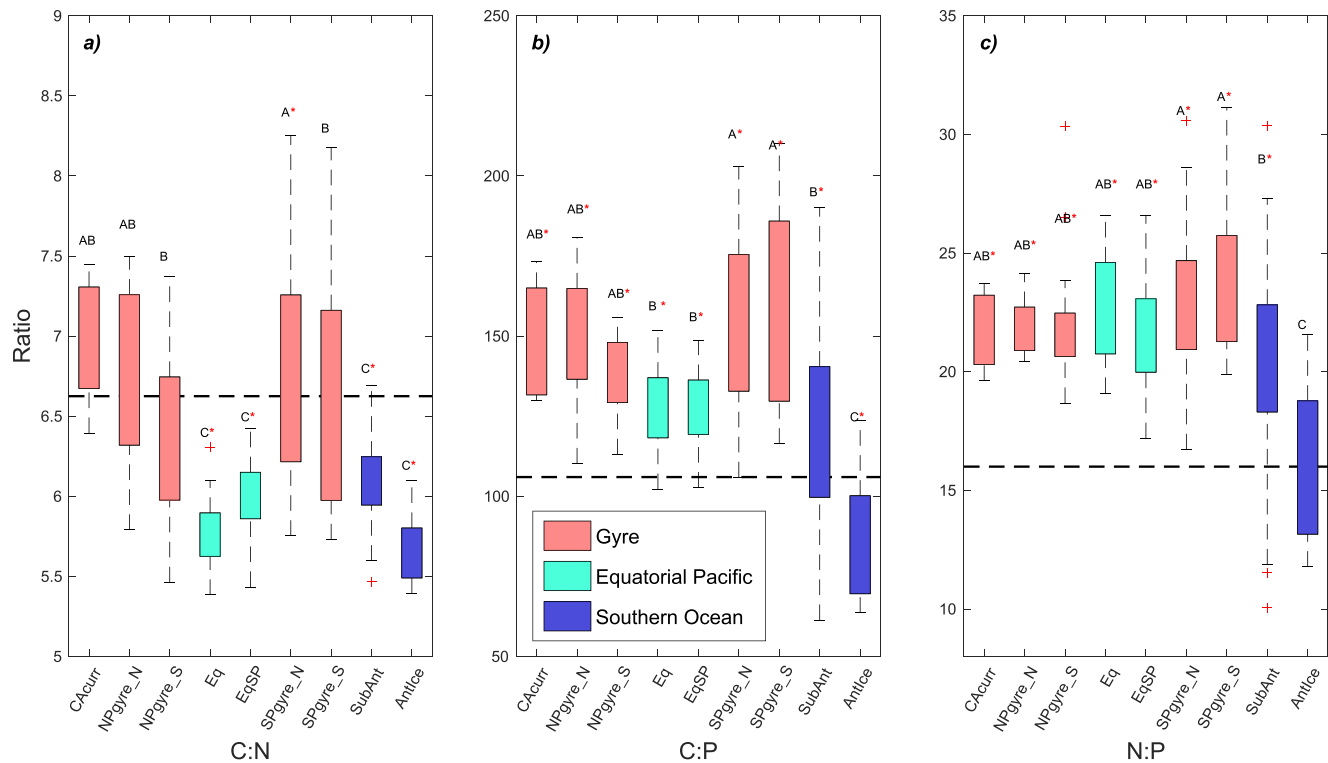 a)
9
8.5
8
7.5
7
6.5
6
5.5
5
Ratio
AB
AB
B
C*
C*
A*
B
C*
C*
CAcurr
NPgyre_N
NPgyre_S
Eq
EqSP
SPgyre_N
SPgyre_S
SubAnt
AntIce
C:N
b)
250
200
150
100
50
AB*
AB*
AB*
B *
B*
A*
A*
B*
C*
Gyre
Equatorial Pacific
Southern Ocean
CAcurr
NPgyre_N
NPgyre_S
Eq
EqSP
SPgyre_N
SPgyre_S
SubAnt
AntIce
C:P
c)
35
30
25
20
15
10
AB*
AB*
AB*
AB*
AB*
A*
A*
B*
C
CAcurr
NPgyre_N
NPgyre_S
Eq
EqSP
SPgyre_N
SPgyre_S
SubAnt
AntIce
N:P